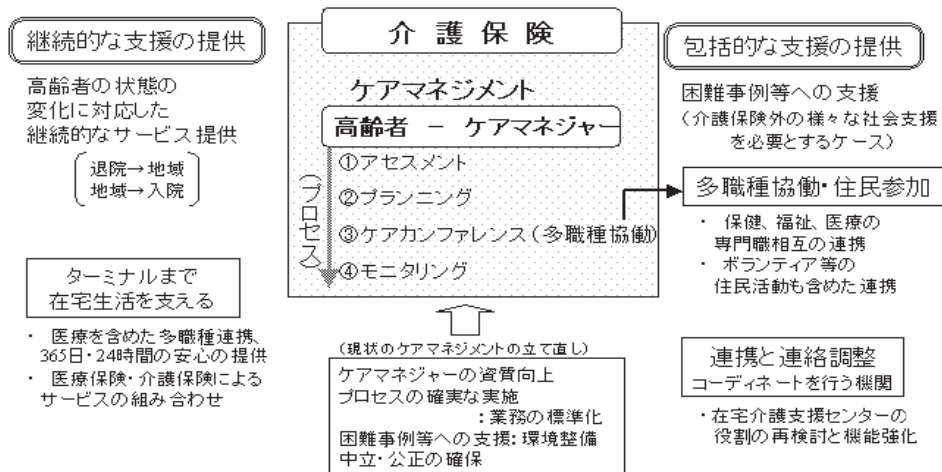 継続的な支援の提供
高齢者の状態の
変化に対応した
継続的なサービス提供
退院→地域
地域→入院
ターミナルまで
在宅生活を支える
・ 医療を含めた多職種連携、
365日・24時間の安心の提供
・ 医療保険・介護保険による
サービスの組み合わせ
介護保険
ケアマネジメント
高齢者 － ケアマネジャー
(プロセス)
①アセスメント
②プランニング
③ケアカンファレンス(多職種協働)
④モニタリング
(現状のケアマネジメントの立て直し)
ケアマネジャーの資質向上
プロセスの確実な実施
:業務の標準化
困難事例等への支援:環境整備
中立・公正の確保
包括的な支援の提供
困難事例等への支援
(介護保険外の様々な社会支援
を必要とするケース)
多職種協働・住民参加
・ 保健、福祉、医療の
専門職相互の連携
・ ボランティア等の
住民活動も含めた連携
連携と連絡調整
コーディネートを行う機関
・在宅介護支援センターの
役割の再検討と機能強化